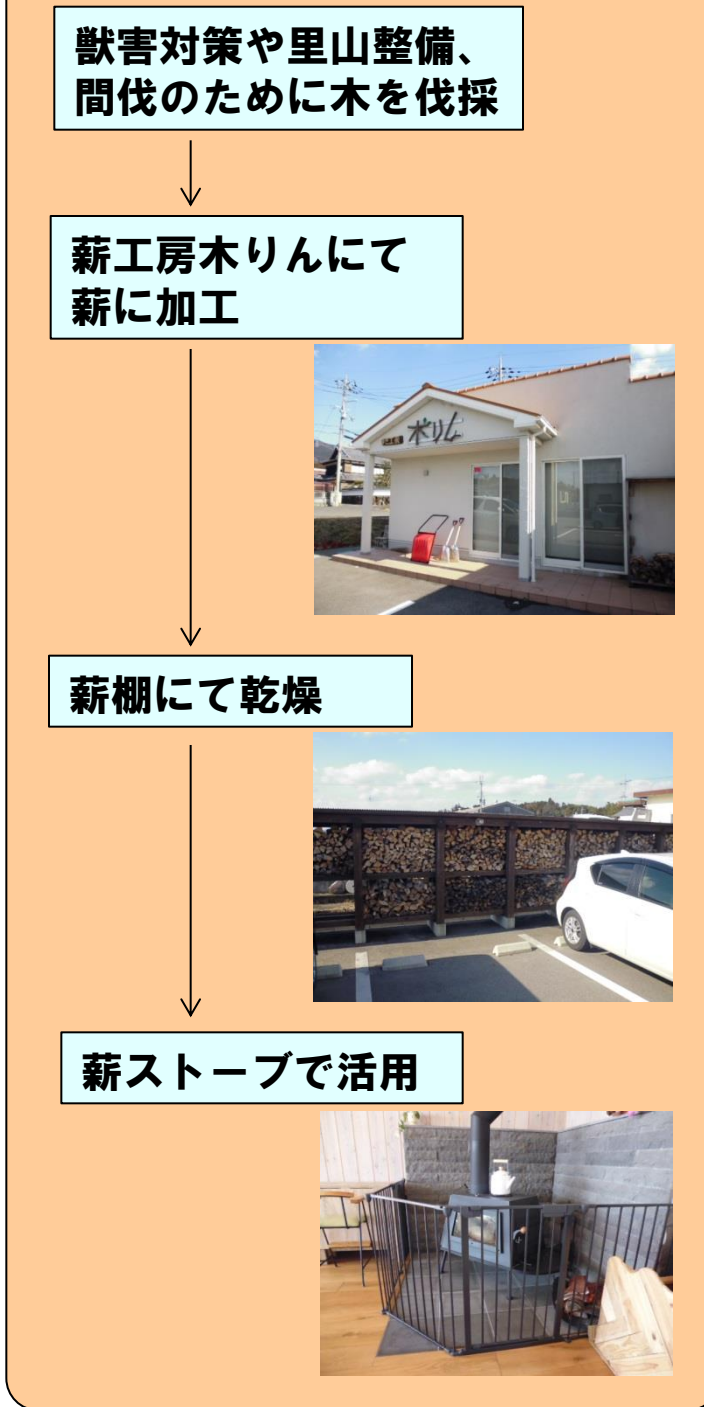 獣害対策や里山整備、
間伐のために木を伐採
薪工房木りんにて
薪に加工
木りん
薪棚にて乾燥
薪ストーブで活用